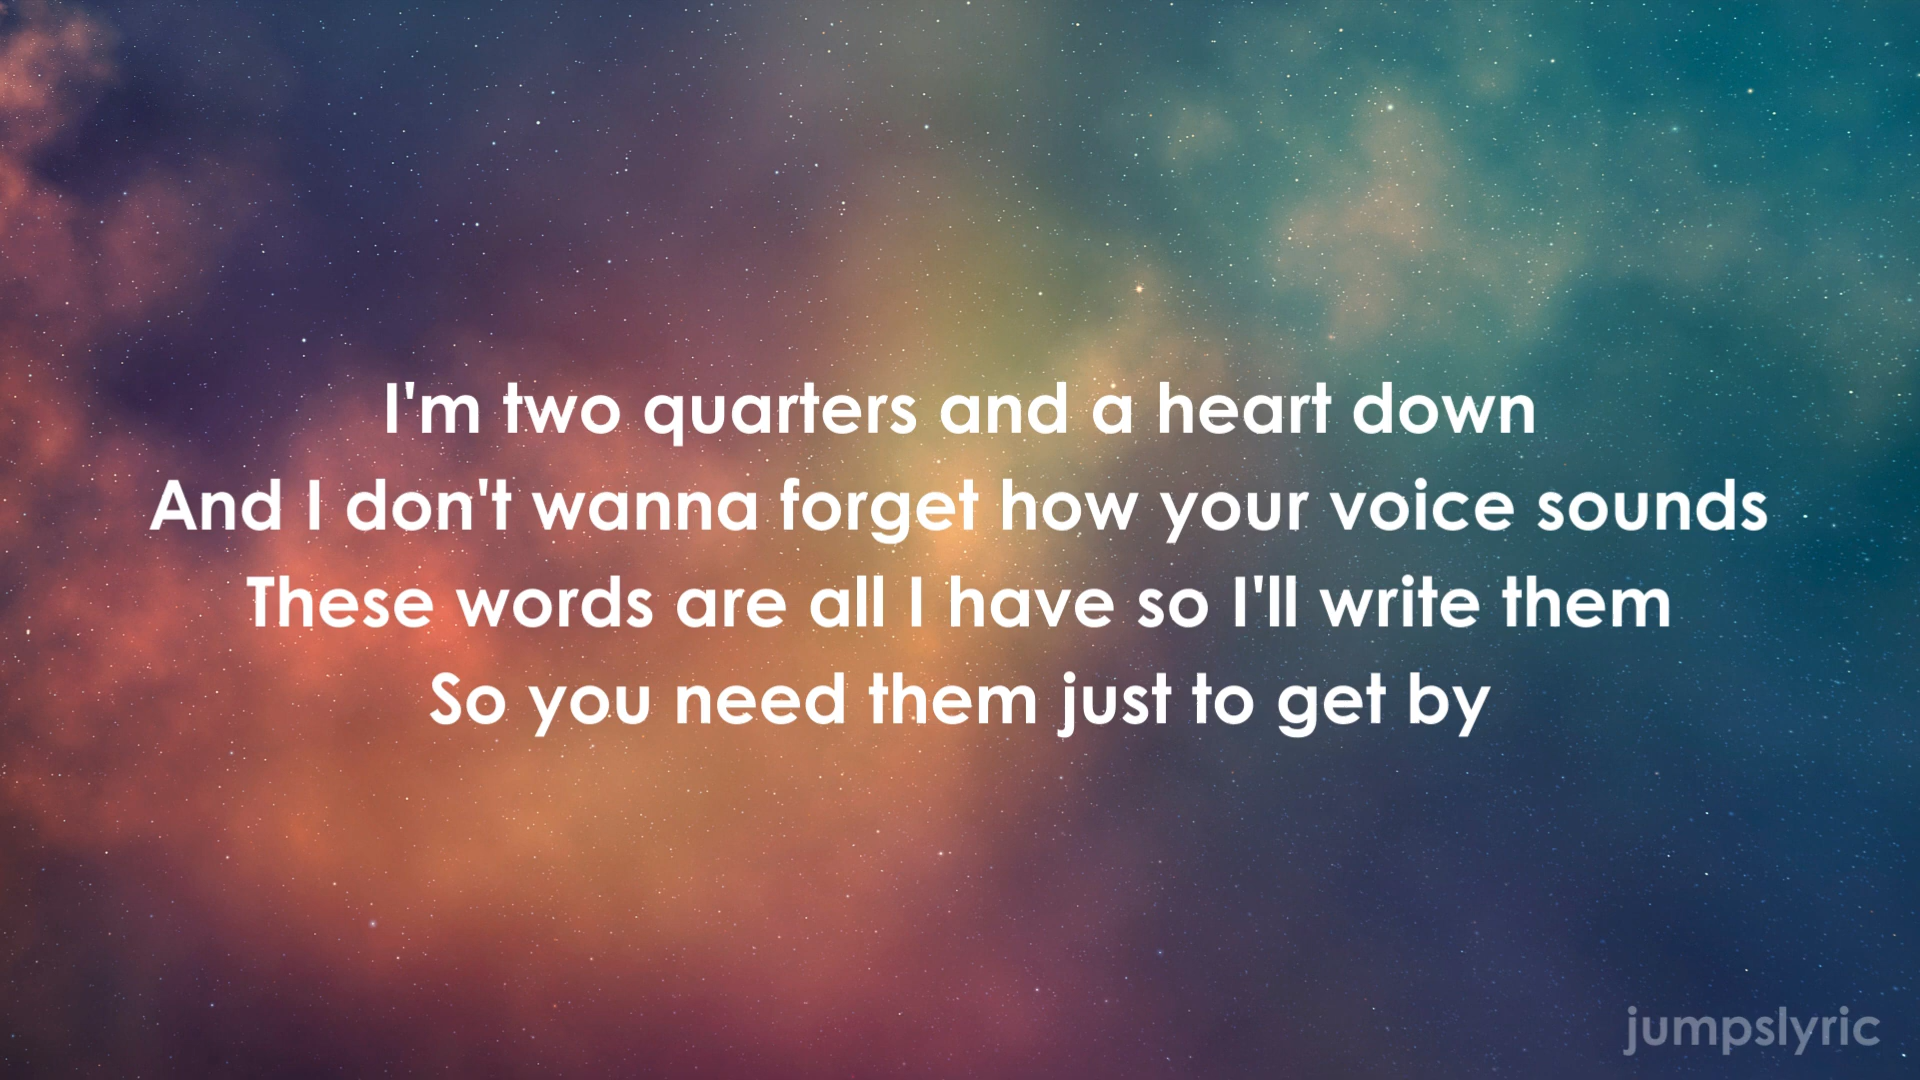 I'm two quarters and a heart down
And I don't wanna forget how your voice sounds
These words are all I have so I'll write them
So you need them just to get by
jumpslyric